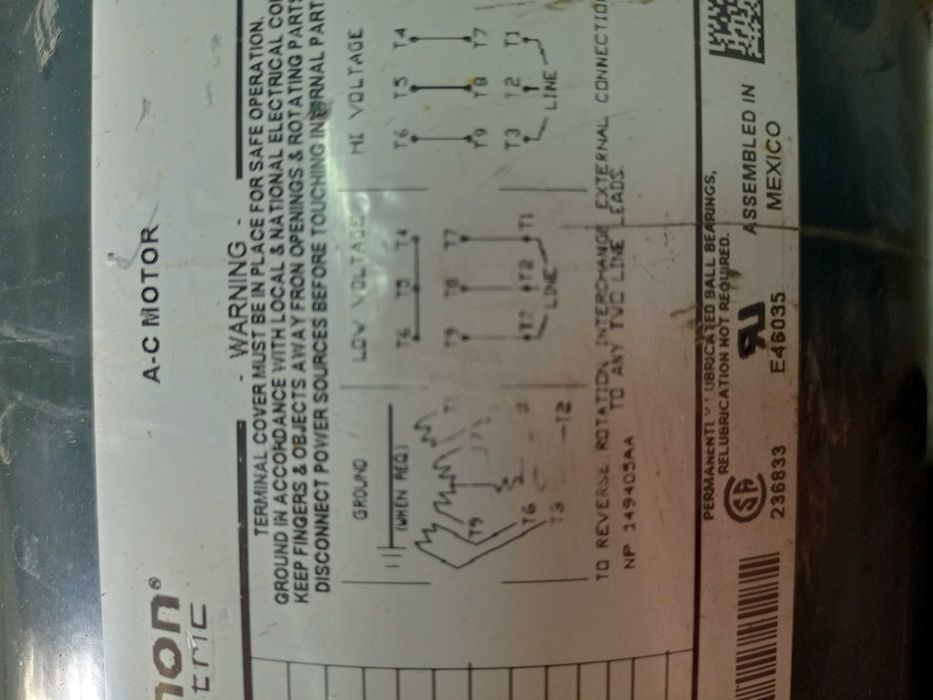 non®
tric
A-C MOTOR
- WARNING -
TERMINAL COVER MUST BE IN PLACE FOR SAFE OPERATION.
GROUND IN ACCORDANCE WITH LOCAL & NATIONAL ELECTRICAL CO
KEEP FINGERS & OBJECTS AWAY FROM OPENINGS & ROTATING PARTS
DISCONNECT POWER SOURCES BEFORE TOUCHING INTERNAL PART
GROUND
(WHEN REQ)
T9
T6
T3
T2
LOW VOLTAGE
T6 T5 T4
T9 T8 T7
T2 T1
LINE
HI VOLTAGE
T6 T5 T4
T9 T8 T7
T3 T2 T1
LINE
TO REVERSE ROTATION, INTERCHANGE EXTERNAL CONNECTION
NP 149405AA TO ANY TWO LINE LEADS.
PERMANENTLY LUBRICATED BALL BEARINGS,
RELUBRICATION NOT REQUIRED.
236833
E46035
ASSEMBLED IN
MEXICO